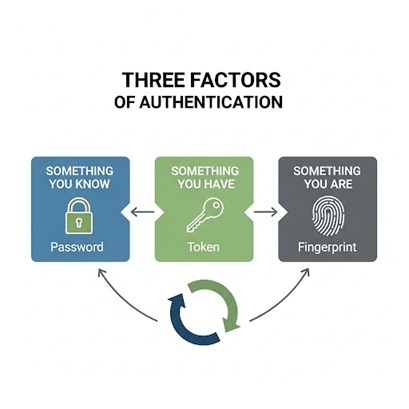 THREE FACTORS
OF AUTHENTICATION
SOMETHING
YOU KNOW
Password
SOMETHING
YOU HAVE
Token
SOMETHING
YOU ARE
Fingerprint